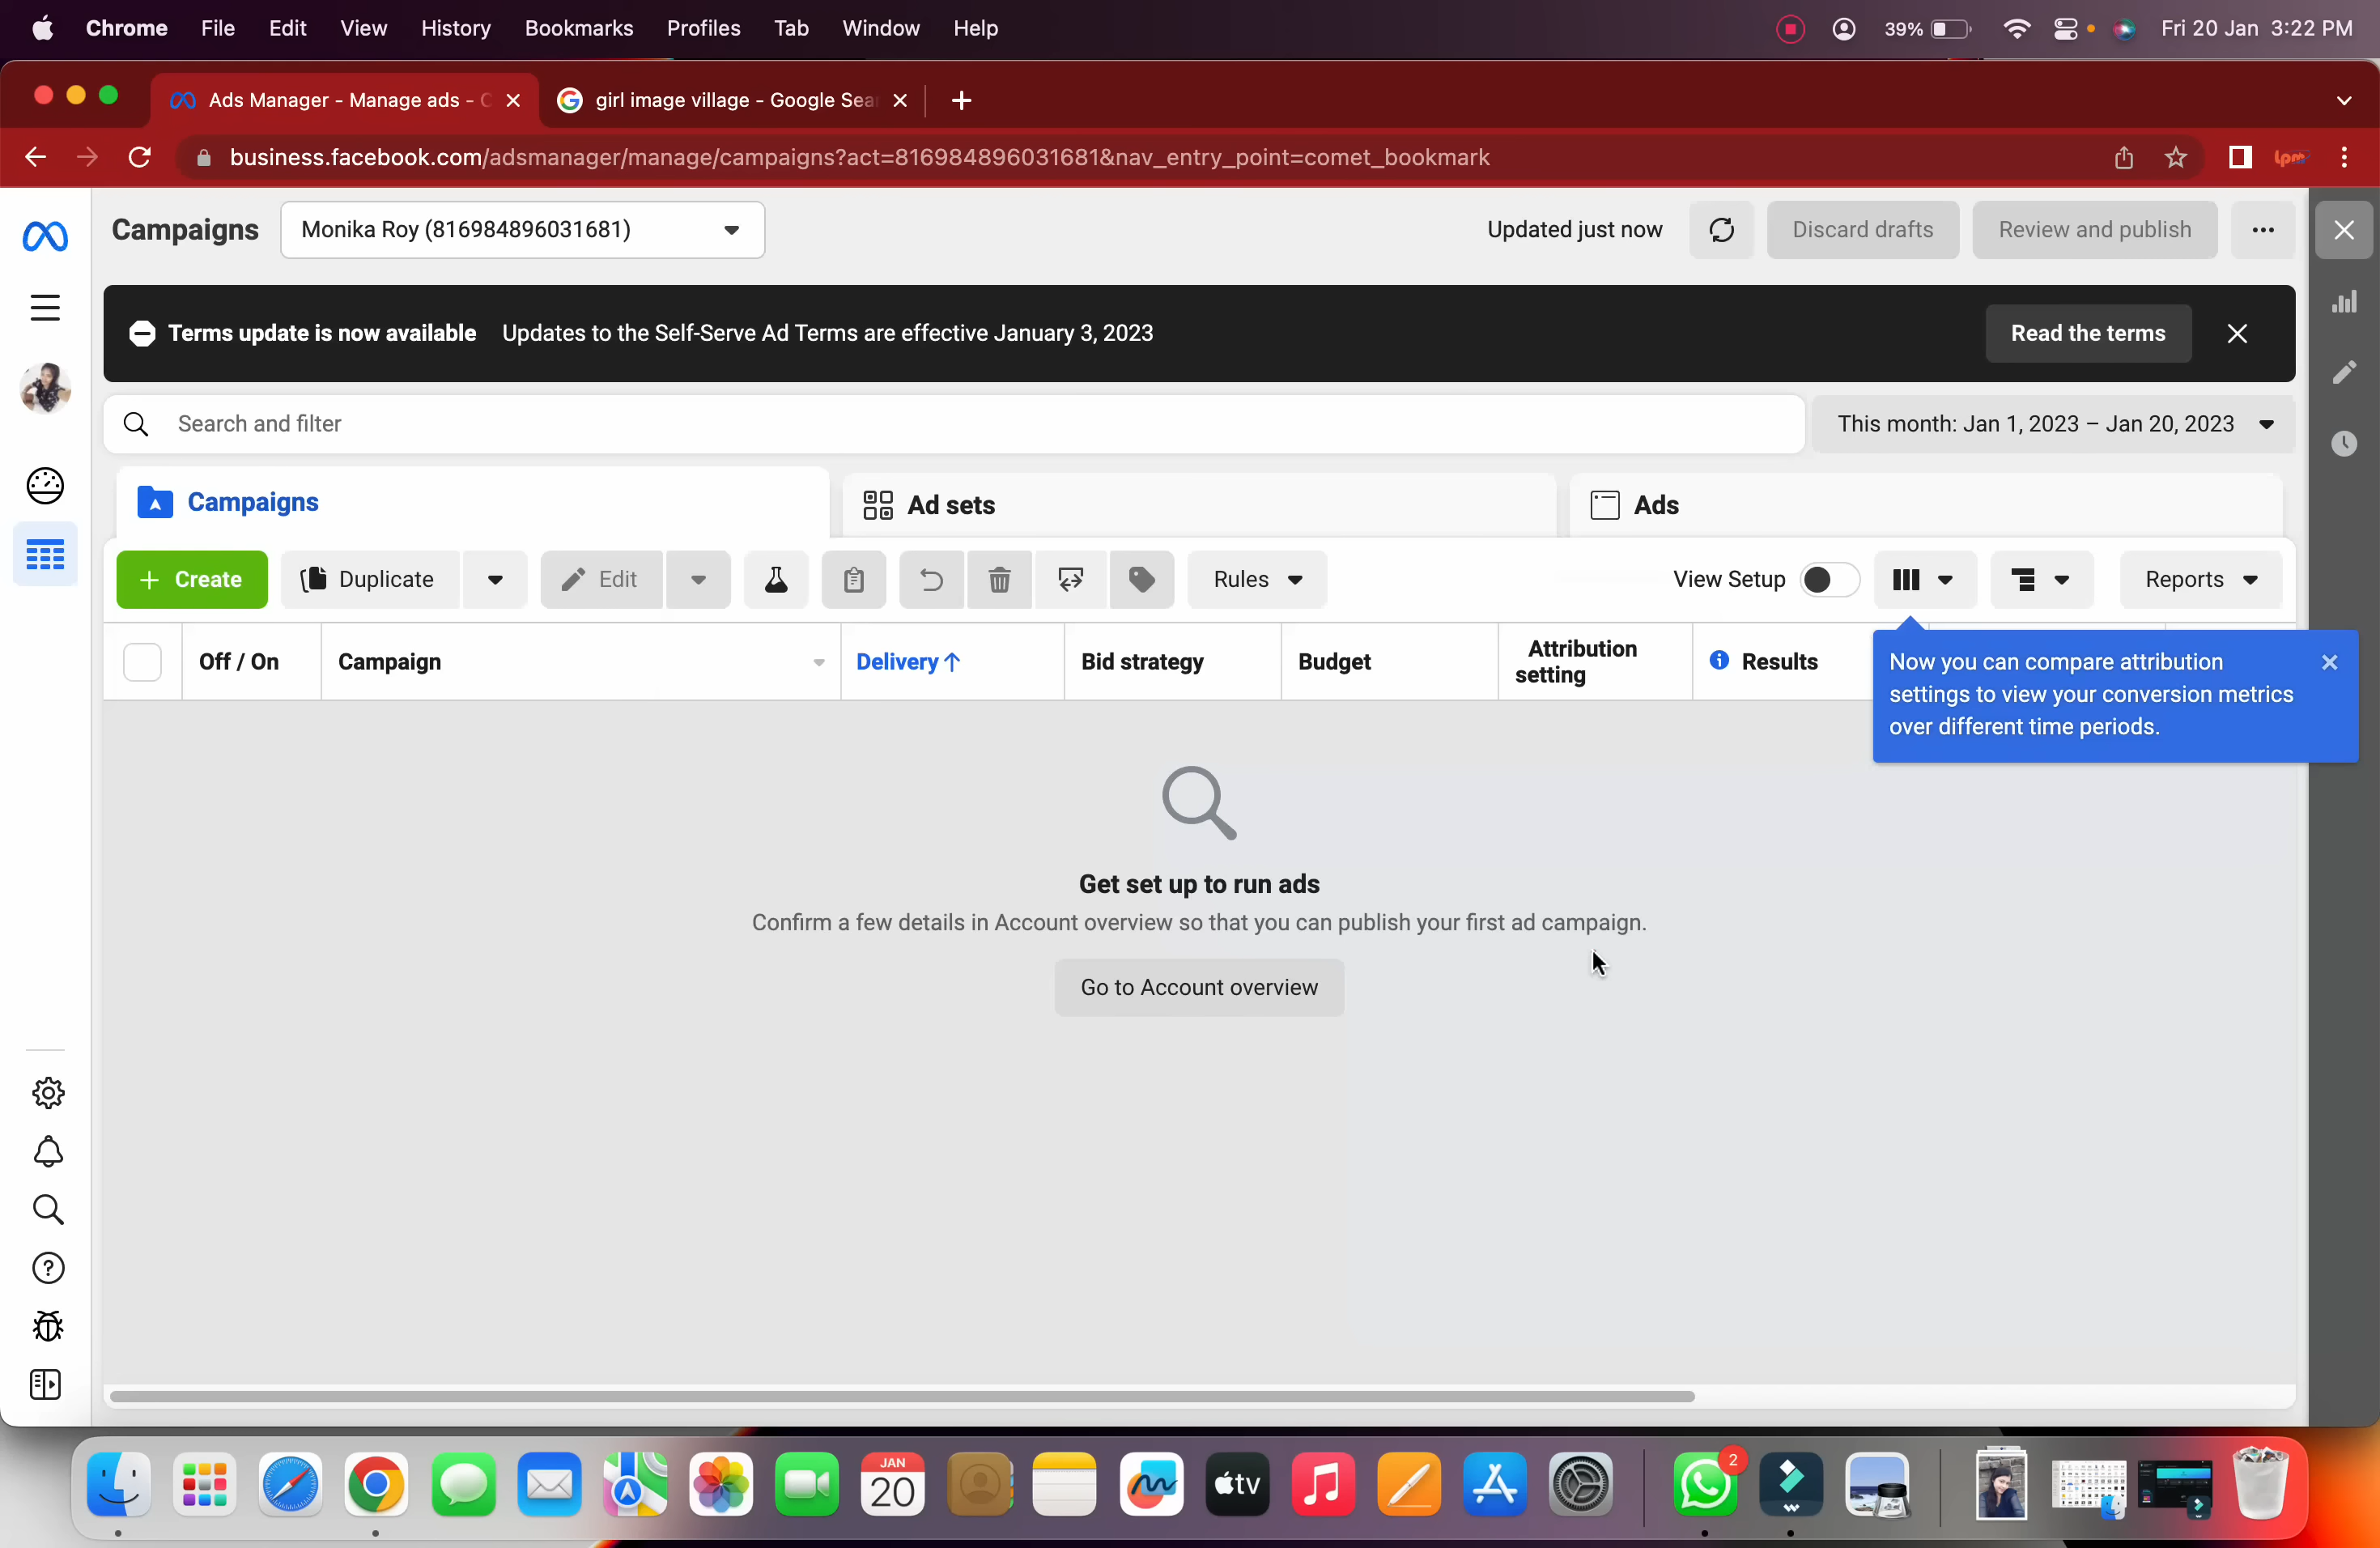 Chrome File Edit View History Bookmarks Profiles Tab Window Help 39% Fri 20 Jan 3:22 PM
Ads Manager - Manage ads - C girl image village - Google Sea
business.facebook.com/adsmanager/manage/campaigns?act=816984896031681&nav_entry_point=comet_bookmark lpm
Campaigns Monika Roy (816984896031681) Updated just now Discard drafts Review and publish
Terms update is now available Updates to the Self-Serve Ad Terms are effective January 3, 2023 Read the terms
Search and filter This month: Jan 1, 2023 – Jan 20, 2023
Campaigns Ad sets Ads
+ Create Duplicate Edit Rules View Setup Reports
Off / On Campaign Delivery↑ Bid strategy Budget Attribution setting Results
Now you can compare attribution
settings to view your conversion metrics
over different time periods.
Get set up to run ads
Confirm a few details in Account overview so that you can publish your first ad campaign.
Go to Account overview
JAN
20
tv
2